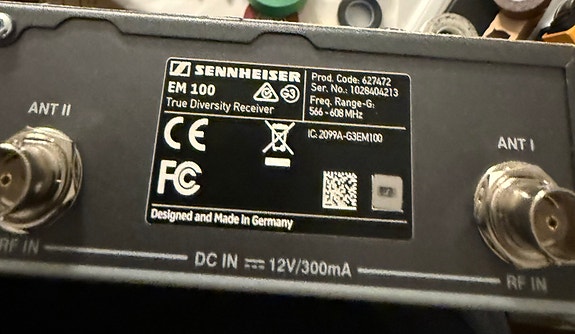 SENNHEISER
EM 100
True Diversity Receiver
G3
Prod. Code: 627472
Ser. No.: 1028404213
Freq. Range-G:
566 - 608 MHz
IC: 2099A-G3EM100
CE
FC
Designed and Made in Germany
ANT II
ANT I
RF IN
DC IN 12V/300mA
RF IN